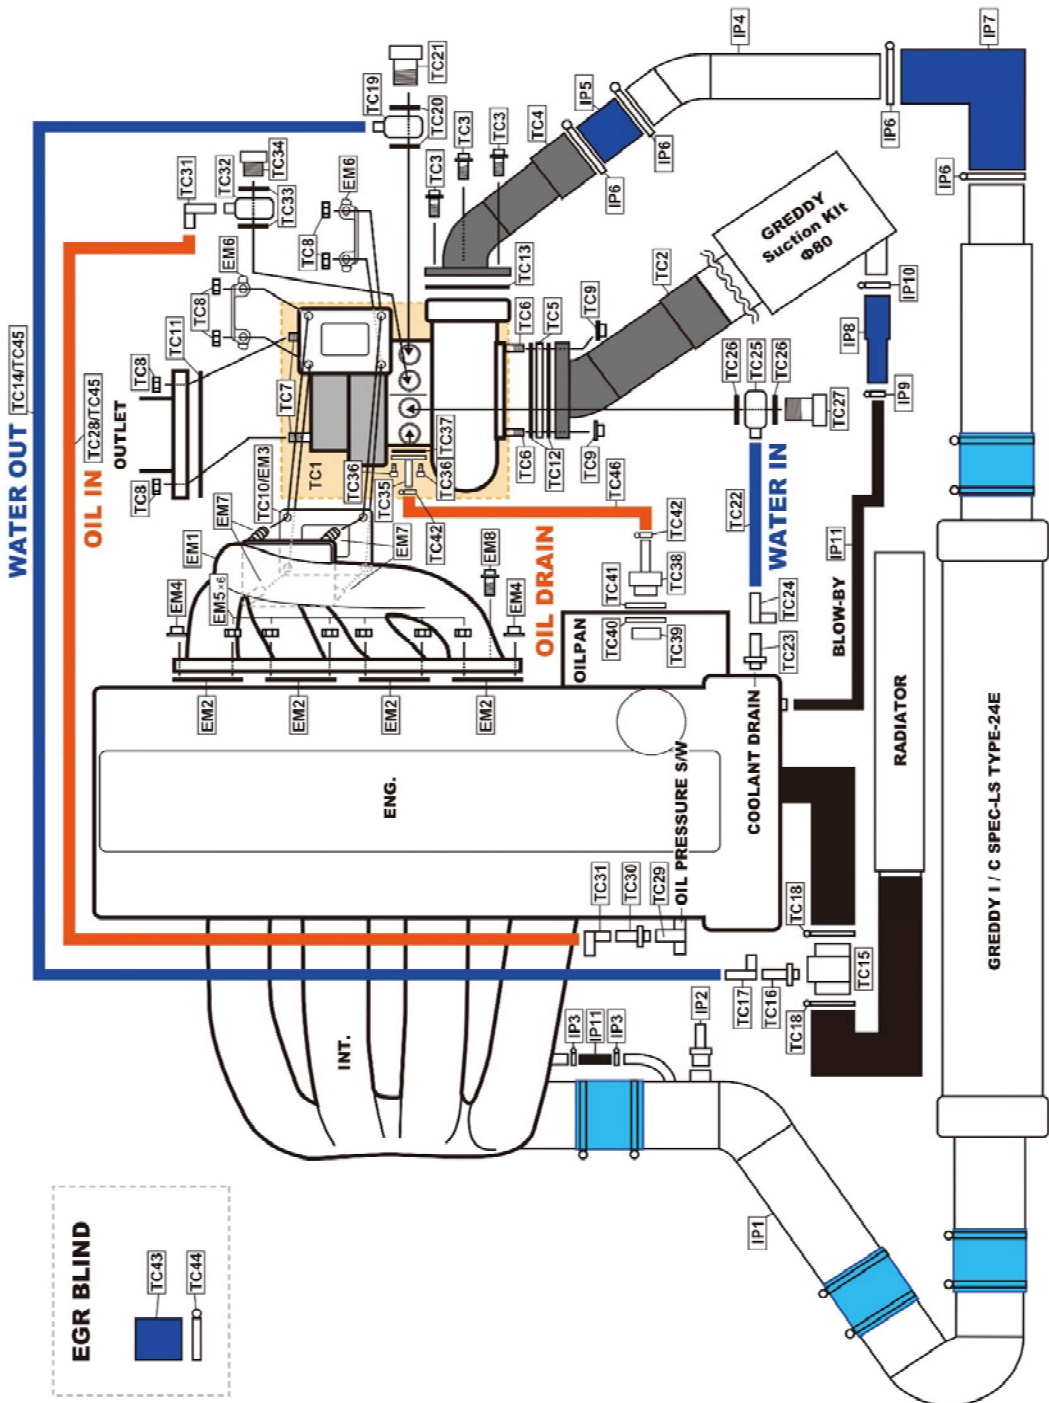 IP4
IP7
TC21
TC19
TC20
IP5
TC4
TC3
TC3
TC3
IP6
IP6
IP6
IP6
TC34
TC32
TC31
TC33
EM6
TC8
EM6
TC8
TC13
TC2
GREDDY
Suction Kit
Φ80
IP10
IP8
IP9
TC9
TC5
TC6
TC11
TC8
OUTLET
TC8
TC7
TC1
TC37
TC36
TC36
TC35
TC42
TC6
TC12
TC9
TC46
TC26
TC25
TC26
TC27
WATER OUT
TC14/TC45
OIL IN
TC28/TC45
TC10/EM3
EM7
EM1
EM7
EM8
EM4
EM5×6
EM4
OIL DRAIN
TC42
TC38
TC41
TC40
TC39
TC22
WATER IN
TC24
TC23
IP11
BLOW-BY
OILPAN
EM2
EM2
EM2
EM2
ENG.
OIL PRESSURE S/W
COOLANT DRAIN
RADIATOR
GREDDY I / C SPEC-LS TYPE-24E
TC31
TC30
TC29
TC18
TC15
TC17
TC16
TC18
INT.
IP3
IP11
IP3
IP2
IP1
EGR BLIND
TC43
TC44